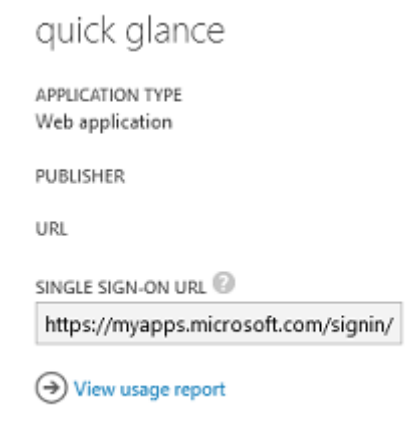 quick glance
APPLICATION TYPE
Web application
PUBLISHER
URL
SINGLE SIGN-ON URL ?
https://myapps.microsoft.com/signin/
View usage report